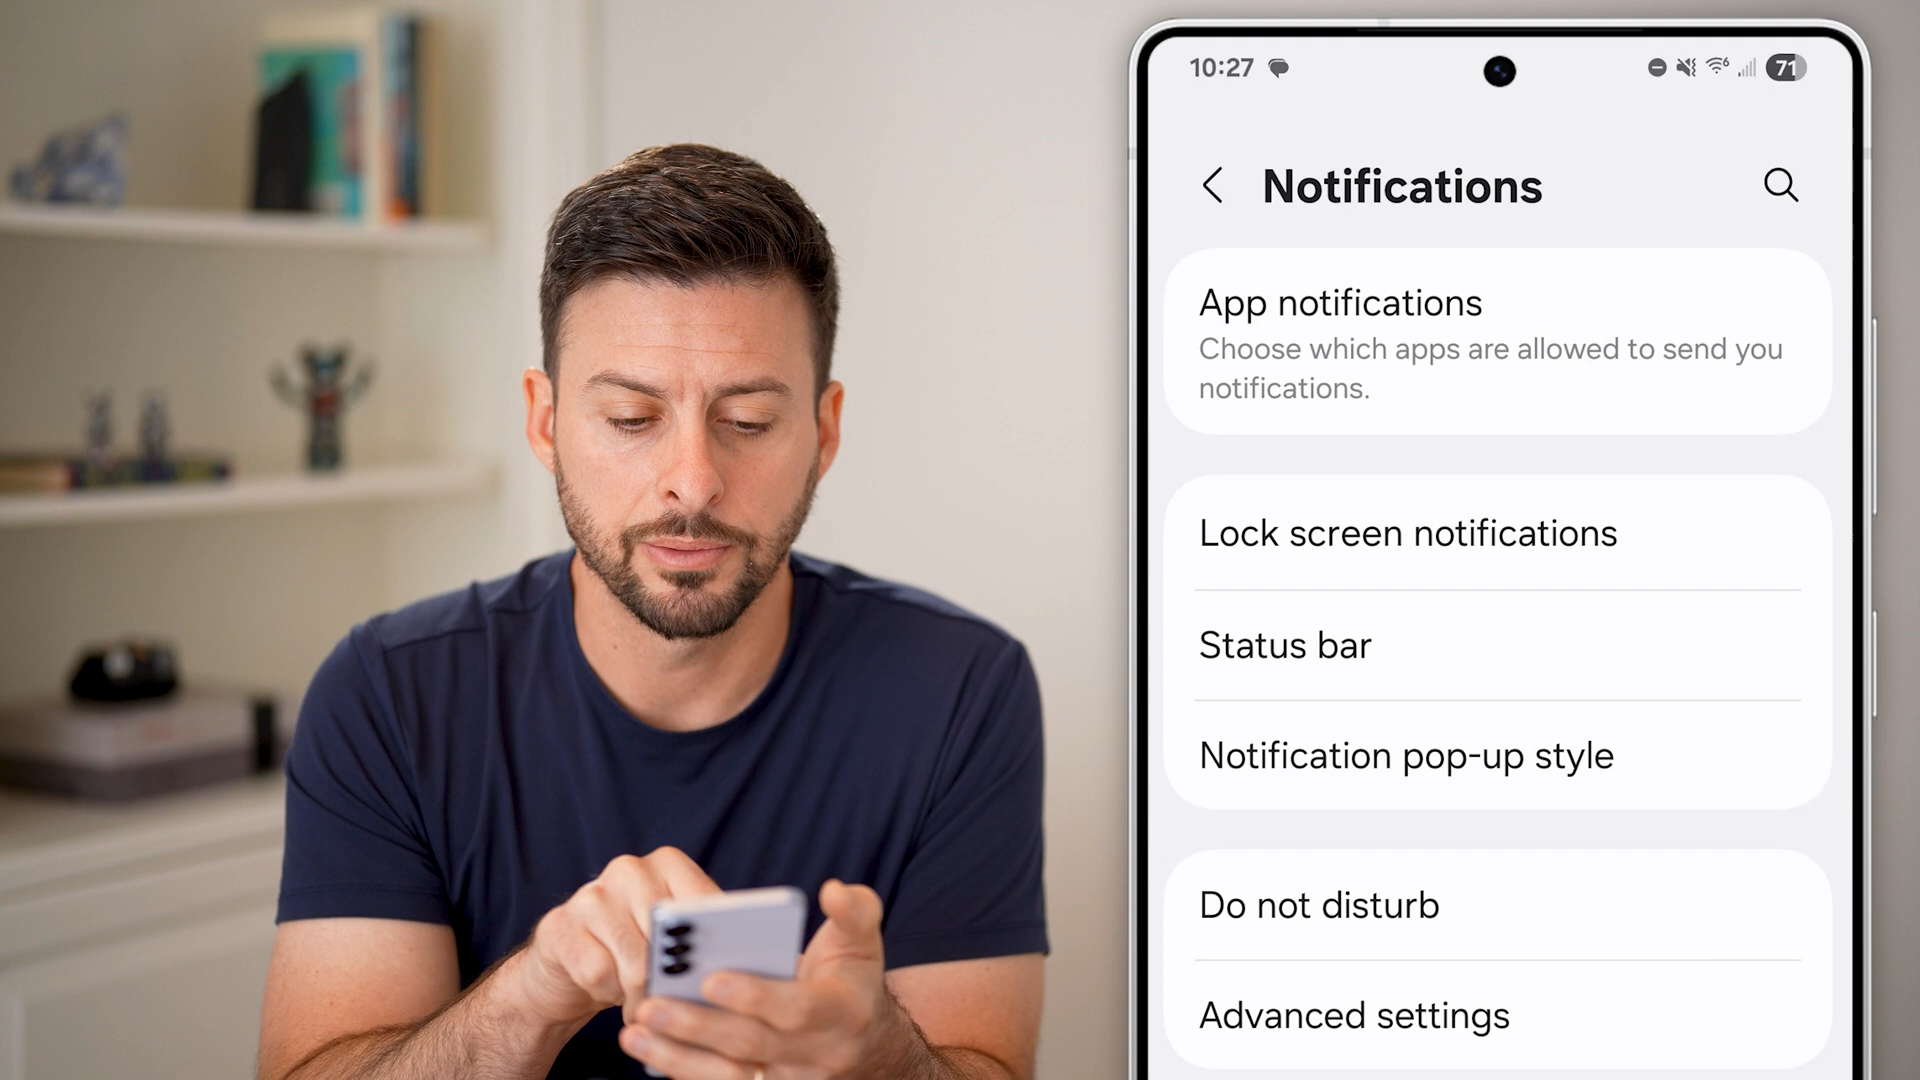 10:27
71
Notifications
App notifications
Choose which apps are allowed to send you
notifications.
Lock screen notifications
Status bar
Notification pop-up style
Do not disturb
Advanced settings